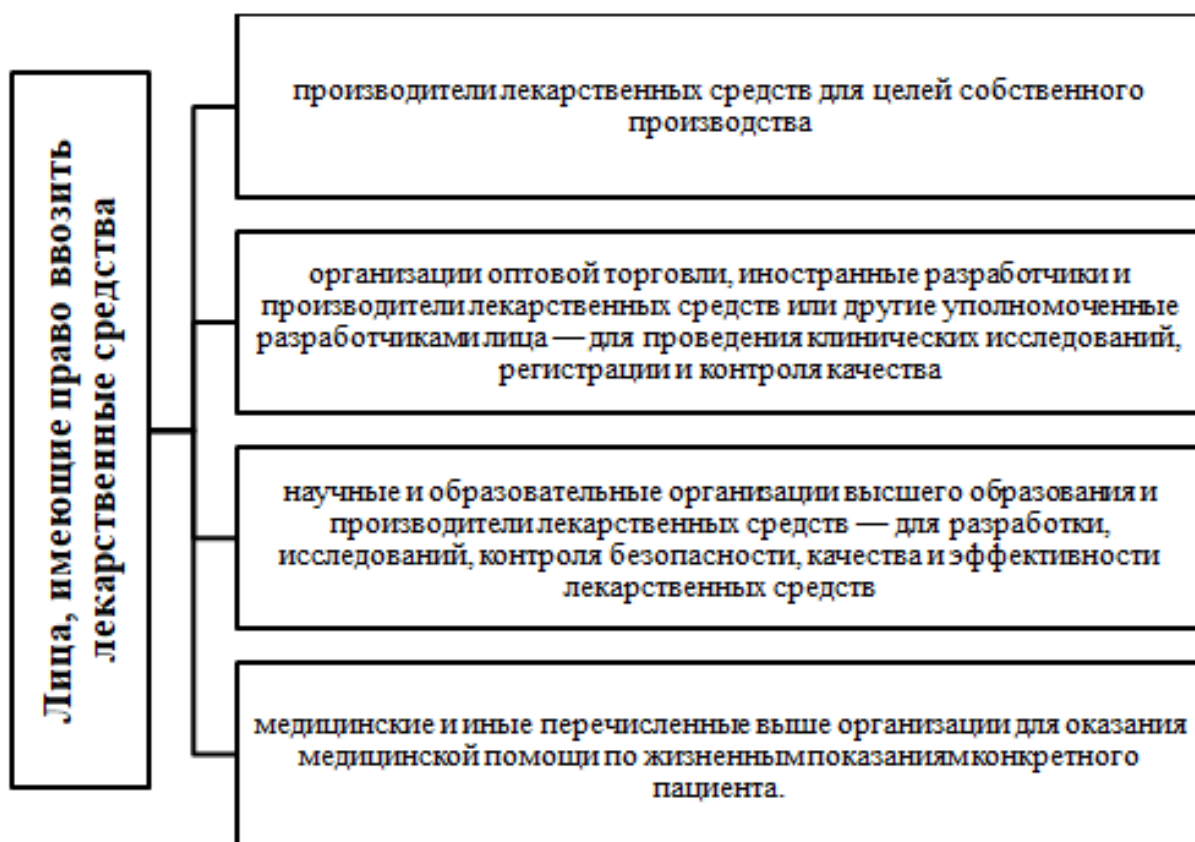 Лица, имеющие право ввозить
лекарственные средства
производители лекарственных средств для целей собственного
производства
организации оптовой торговли, иностранные разработчики и
производители лекарственных средств или другие уполномоченные
разработчиками лица — для проведения клинических исследований,
регистрации и контроля качества
научные и образовательные организации высшего образования и
производители лекарственных средств — для разработки,
исследований, контроля безопасности, качества и эффективности
лекарственных средств
медицинские и иные перечисленные выше организации для оказания
медицинской помощи по жизненным показаниям конкретного
пациента.